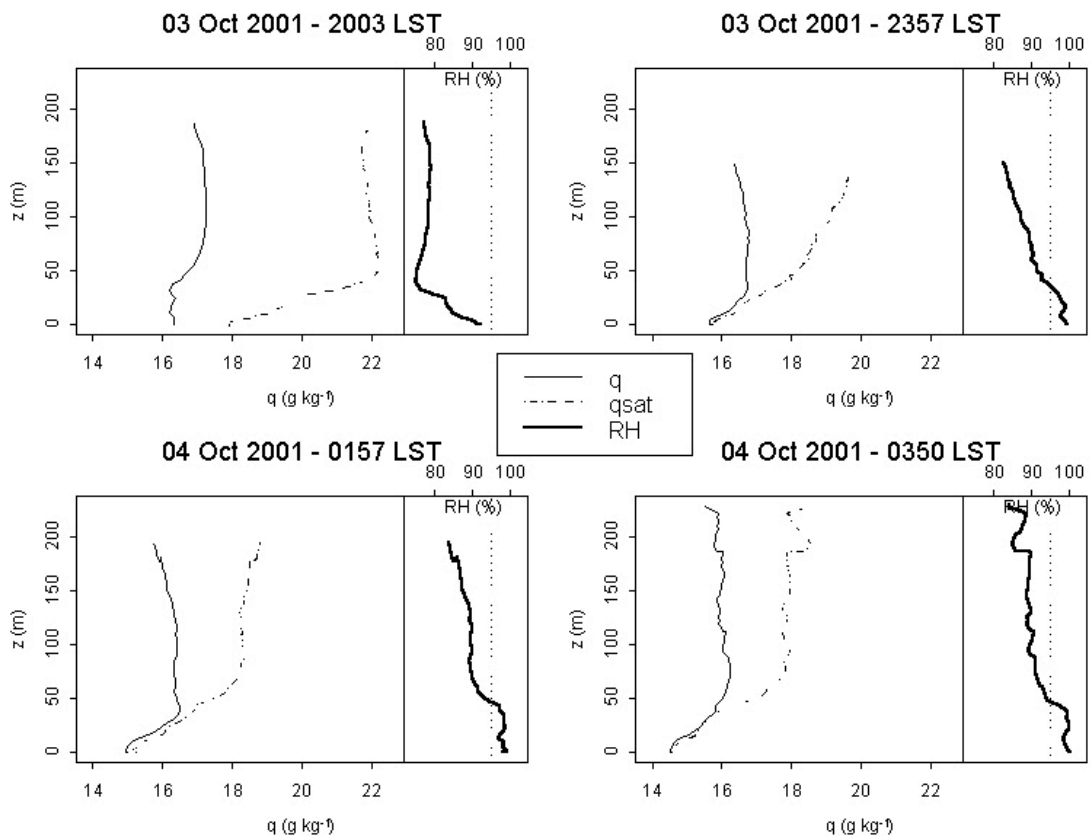 03 Oct 2001 - 2003 LST
80 90 100
RH (%)
z (m)
0 50 100 150 200
14 16 18 20 22
q (g kg⁻¹)
03 Oct 2001 - 2357 LST
80 90 100
RH (%)
z (m)
0 50 100 150 200
14 16 18 20 22
q (g kg⁻¹)
q
qsat
RH
04 Oct 2001 - 0157 LST
80 90 100
RH (%)
z (m)
0 50 100 150 200
14 16 18 20 22
q (g kg⁻¹)
04 Oct 2001 - 0350 LST
80 90 100
RH (%)
z (m)
0 50 100 150 200
14 16 18 20 22
q (g kg⁻¹)